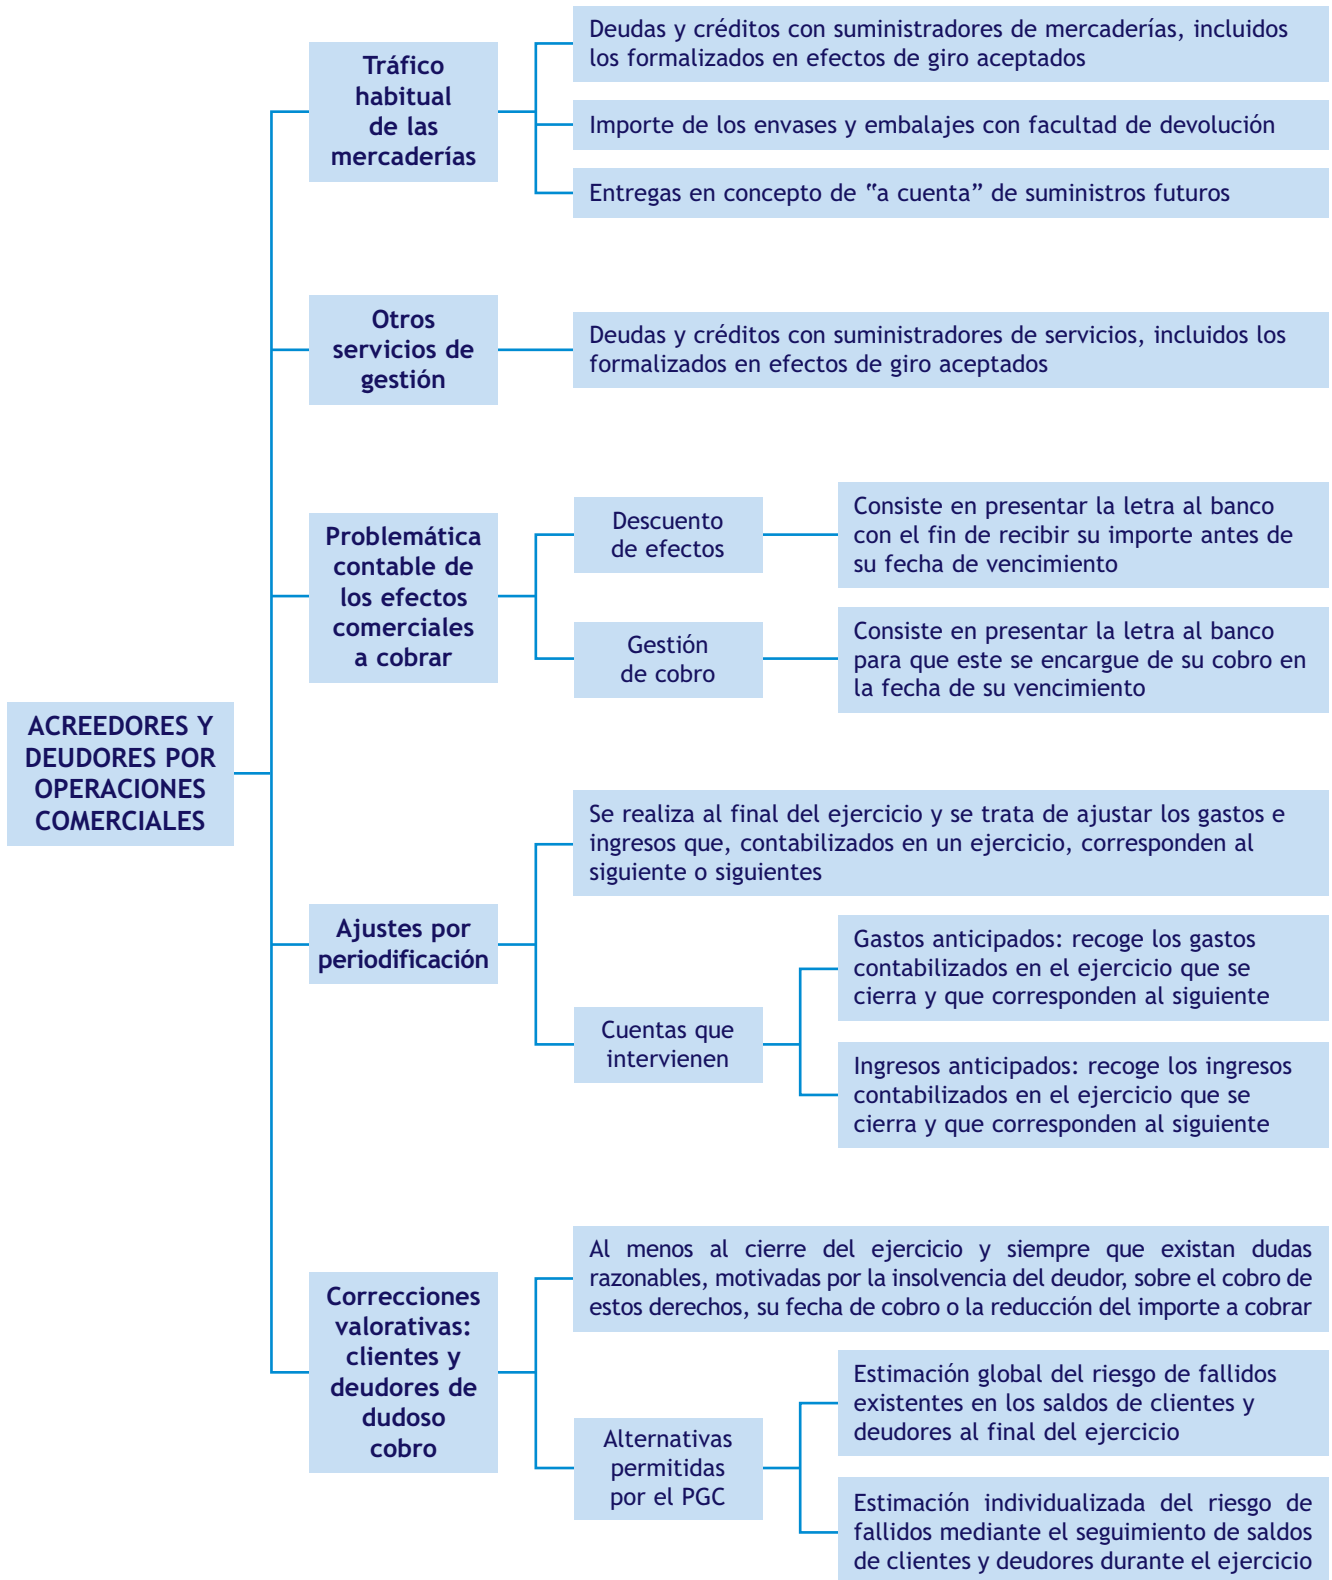 ACREEDORES Y
DEUDORES POR
OPERACIONES
COMERCIALES
Tráfico
habitual
de las
mercaderías
Deudas y créditos con suministradores de mercaderías, incluidos
los formalizados en efectos de giro aceptados
Importe de los envases y embalajes con facultad de devolución
Entregas en concepto de “a cuenta” de suministros futuros
Otros
servicios de
gestión
Deudas y créditos con suministradores de servicios, incluidos los
formalizados en efectos de giro aceptados
Problemática
contable de
los efectos
comerciales
a cobrar
Descuento
de efectos
Consiste en presentar la letra al banco
con el fin de recibir su importe antes de
su fecha de vencimiento
Gestión
de cobro
Consiste en presentar la letra al banco
para que este se encargue de su cobro en
la fecha de su vencimiento
Ajustes por
periodificación
Se realiza al final del ejercicio y se trata de ajustar los gastos e
ingresos que, contabilizados en un ejercicio, corresponden al
siguiente o siguientes
Cuentas que
intervienen
Gastos anticipados: recoge los gastos
contabilizados en el ejercicio que se
cierra y que corresponden al siguiente
Ingresos anticipados: recoge los ingresos
contabilizados en el ejercicio que se
cierra y que corresponden al siguiente
Correcciones
valorativas:
clientes y
deudores de
dudoso
cobro
Al menos al cierre del ejercicio y siempre que existan dudas
razonables, motivadas por la insolvencia del deudor, sobre el cobro de
estos derechos, su fecha de cobro o la reducción del importe a cobrar
Alternativas
permitidas
por el PGC
Estimación global del riesgo de fallidos
existentes en los saldos de clientes y
deudores al final del ejercicio
Estimación individualizada del riesgo de
fallidos mediante el seguimiento de saldos
de clientes y deudores durante el ejercicio